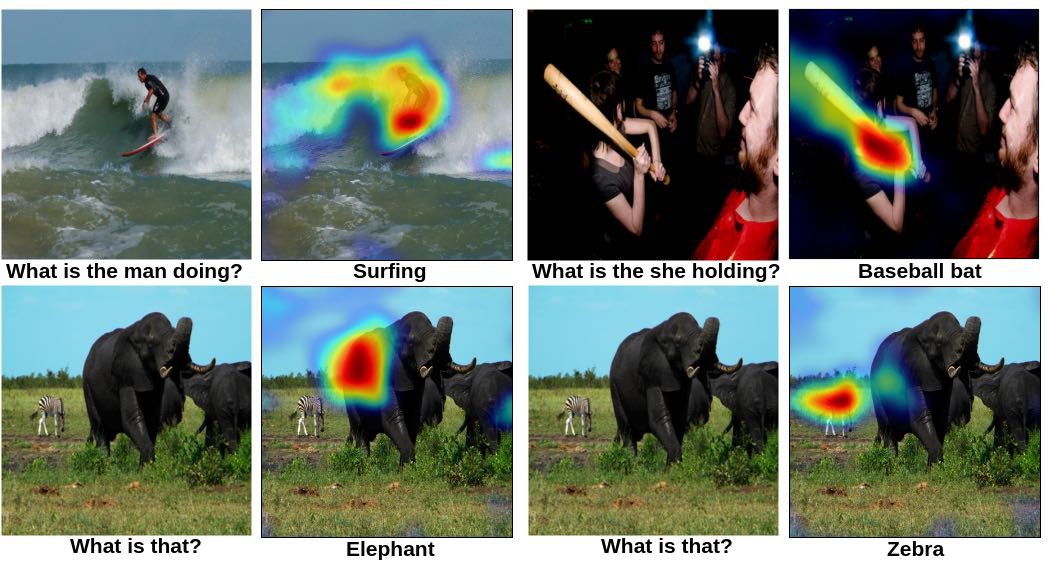 What is the man doing?
Surfing
What is the she holding?
Baseball bat
What is that?
Elephant
What is that?
Zebra